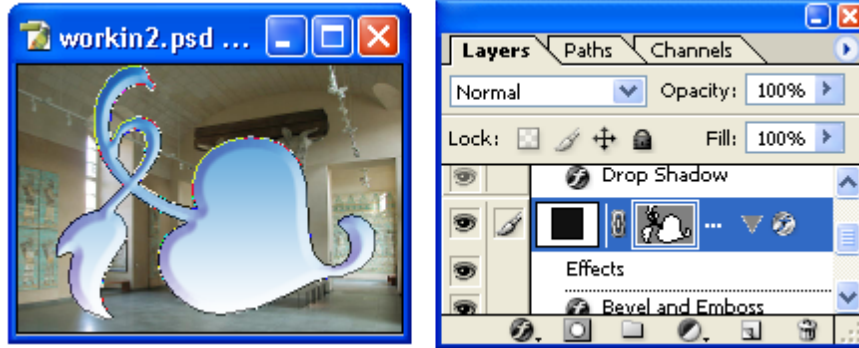 workin2.psd ...
Layers Paths Channels
Normal Opacity: 100%
Lock: Fill: 100%
Drop Shadow
...
Effects
Bevel and Emboss